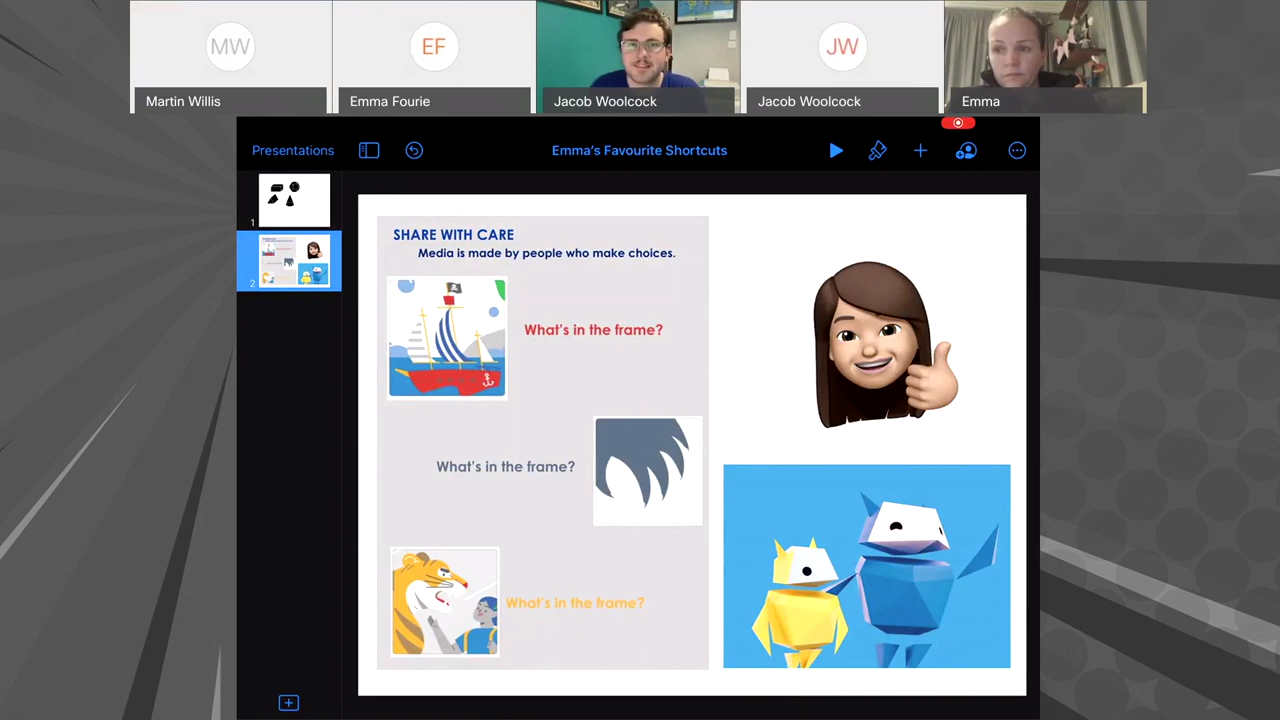 MW
EF
JW
Martin Willis
Emma Fourie
Jacob Woolcock
Jacob Woolcock
Emma
Presentations
Emma's Favourite Shortcuts
1
2
SHARE WITH CARE
Media is made by people who make choices.
What's in the frame?
What's in the frame?
What's in the frame?